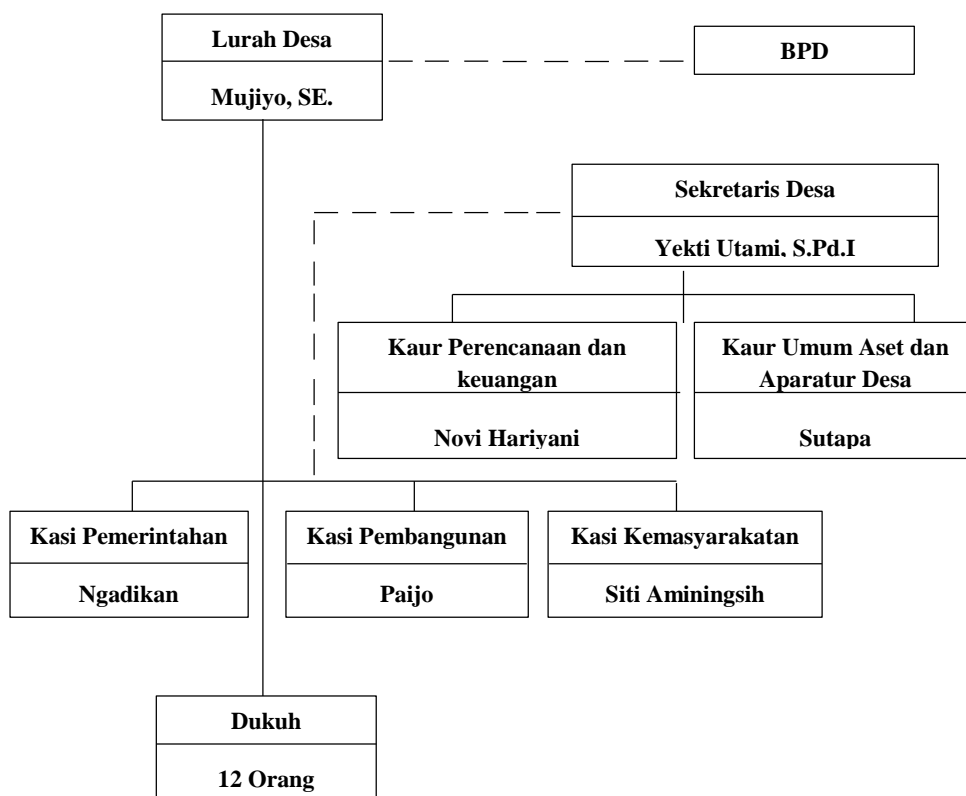 Lurah Desa
Mujiyo, SE.
BPD
Sekretaris Desa
Yekti Utami, S.Pd.I
Kaur Perencanaan dan
keuangan
Novi Hariyani
Kaur Umum Aset dan
Aparatur Desa
Sutapa
Kasi Pemerintahan
Ngadikan
Kasi Pembangunan
Paijo
Kasi Kemasyarakatan
Siti Aminingsih
Dukuh
12 Orang